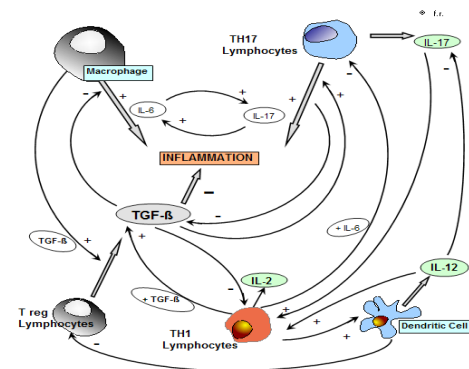 * f.r.
TH17
Lymphocytes
IL-17
Macrophage
-
+
IL-6
+
IL-17
+
+
+
-
-
INFLAMMATION
-
TGF-ß
-
+ IL-6
TGF-ß
+
+
-
IL-2
IL-12
+ TGF-ß
+
+
T reg
Lymphocytes
-
TH1
Lymphocytes
+
+
Dendritic Cell